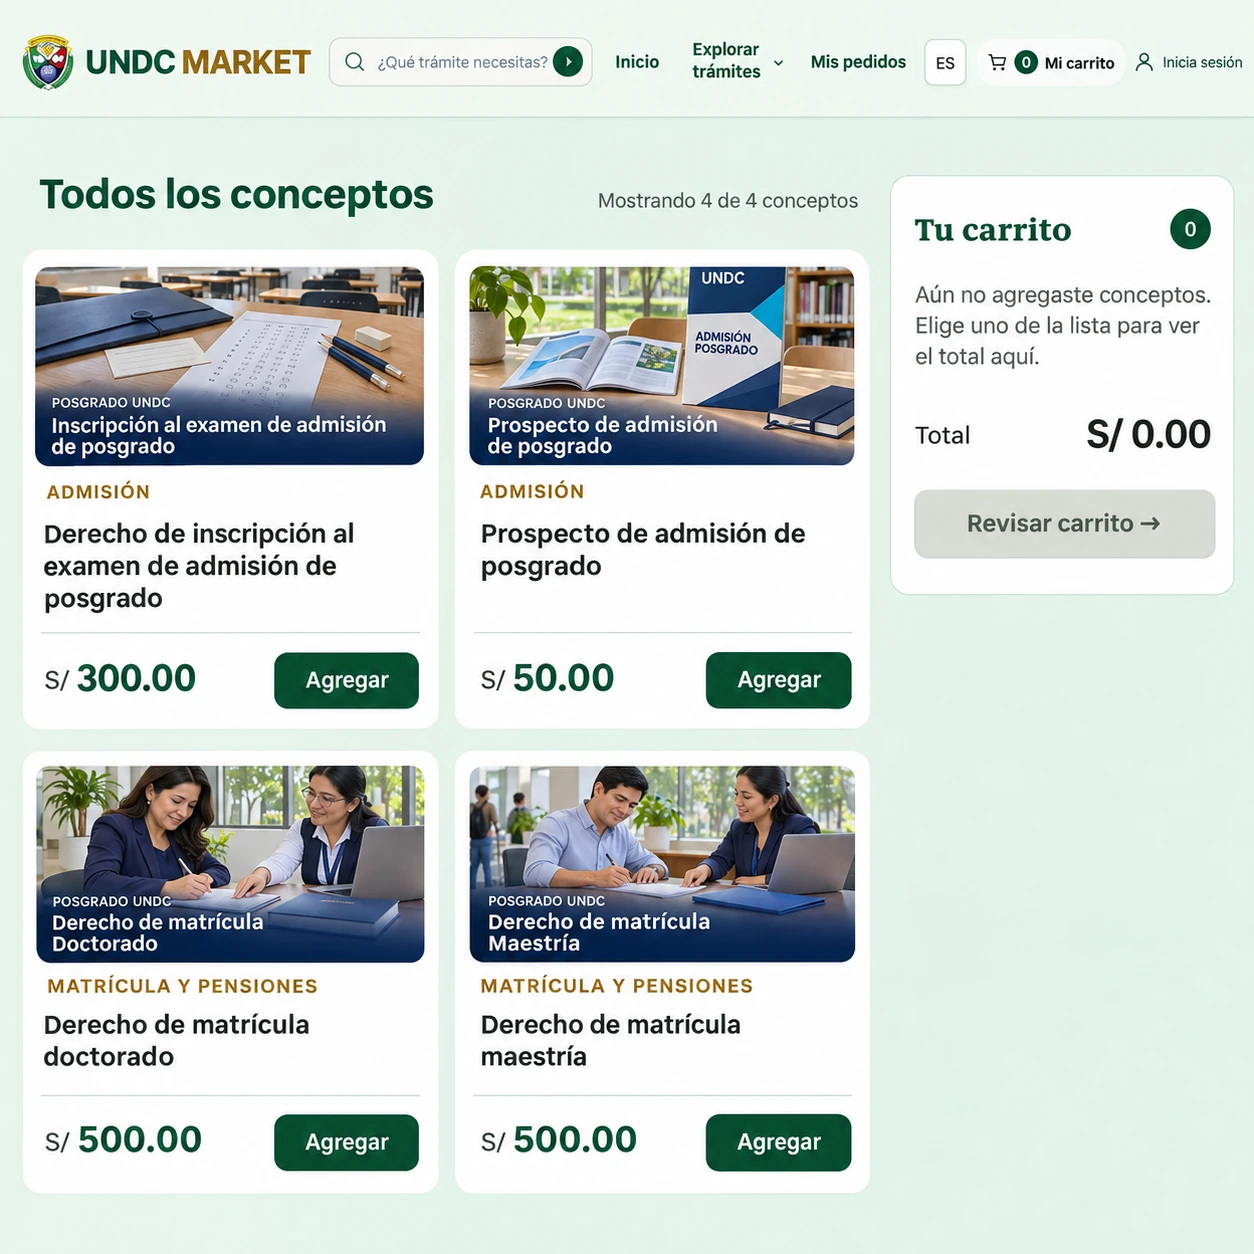 UNDC MARKET
¿Qué trámite necesitas?
Inicio
Explorar
trámites
Mis pedidos
ES
0
Mi carrito
Inicia sesión
Todos los conceptos
Mostrando 4 de 4 conceptos
POSGRADO UNDC
Inscripción al examen de admisión
de posgrado
ADMISIÓN
Derecho de inscripción al
examen de admisión de
posgrado
S/ 300.00
Agregar
UNDC
ADMISIÓN
POSGRADO
POSGRADO UNDC
Prospecto de admisión
de posgrado
ADMISIÓN
Prospecto de admisión de
posgrado
S/ 50.00
Agregar
POSGRADO UNDC
Derecho de matrícula
Doctorado
MATRÍCULA Y PENSIONES
Derecho de matrícula
doctorado
S/ 500.00
Agregar
POSGRADO UNDC
Derecho de matrícula
Maestría
MATRÍCULA Y PENSIONES
Derecho de matrícula
maestría
S/ 500.00
Agregar
Tu carrito
0
Aún no agregaste conceptos.
Elige uno de la lista para ver
el total aquí.
Total
S/ 0.00
Revisar carrito →